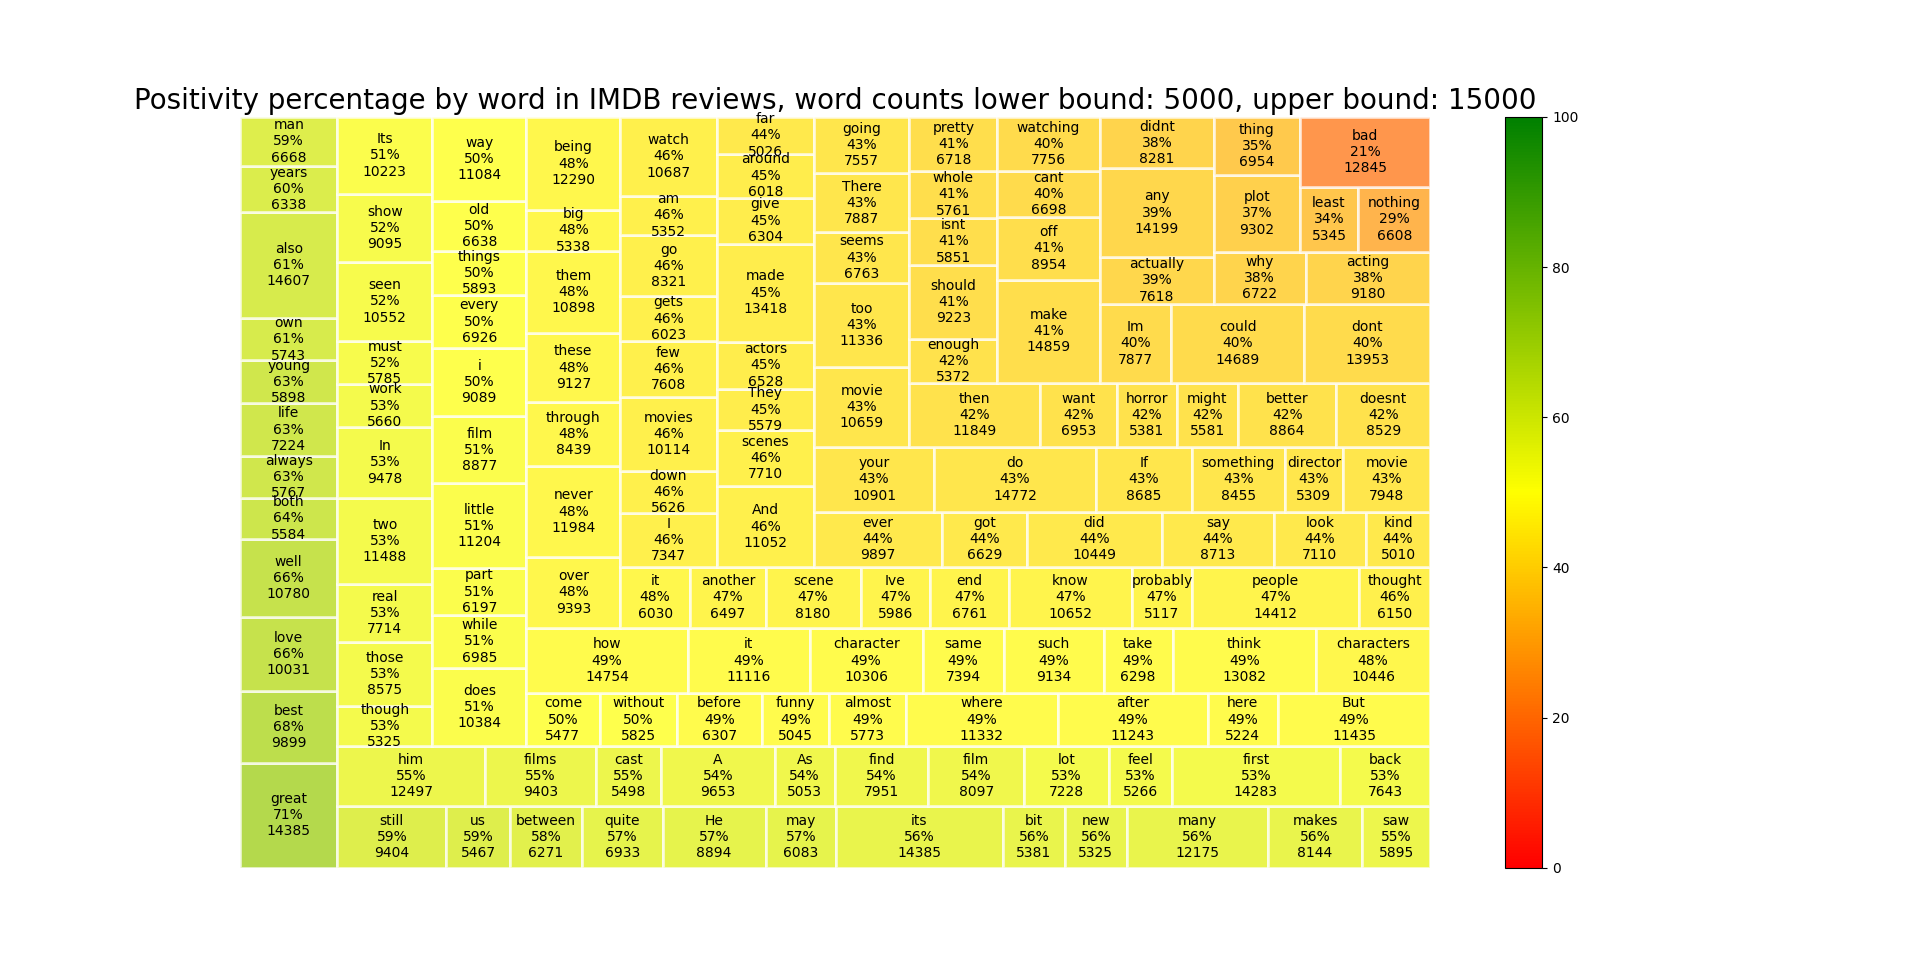 Positivity percentage by word in IMDB reviews, word counts lower bound: 5000, upper bound: 15000
man
59%
6668
years
60%
6338
also
61%
14607
own
61%
5743
young
63%
5898
life
63%
7224
always
63%
5767
both
64%
5584
well
66%
10780
love
66%
10031
best
68%
9899
great
71%
14385
Its
51%
10223
show
52%
9095
seen
52%
10552
must
52%
5785
work
53%
5660
In
53%
9478
two
53%
11488
real
53%
7714
those
53%
8575
though
53%
5325
way
50%
11084
old
50%
6638
things
50%
5893
every
50%
6926
i
50%
9089
film
51%
8877
little
51%
11204
part
51%
6197
while
51%
6985
does
51%
10384
being
48%
12290
big
48%
5338
them
48%
10898
these
48%
9127
through
48%
8439
never
48%
11984
over
48%
9393
watch
46%
10687
am
46%
5352
go
46%
8321
gets
46%
6023
few
46%
7608
movies
46%
10114
down
46%
5626
I
46%
7347
far
44%
5026
around
45%
6018
give
45%
6304
made
45%
13418
actors
45%
6528
They
45%
5579
scenes
46%
7710
And
46%
11052
going
43%
7557
There
43%
7887
seems
43%
6763
too
43%
11336
movie
43%
10659
pretty
41%
6718
whole
41%
5761
isnt
41%
5851
should
41%
9223
enough
42%
5372
watching
40%
7756
cant
40%
6698
off
41%
8954
make
41%
14859
didnt
38%
8281
any
39%
14199
actually
39%
7618
thing
35%
6954
plot
37%
9302
bad
21%
12845
least
34%
5345
nothing
29%
6608
why
38%
6722
acting
38%
9180
Im
40%
7877
could
40%
14689
dont
40%
13953
then
42%
11849
want
42%
6953
horror
42%
5381
might
42%
5581
better
42%
8864
doesnt
42%
8529
your
43%
10901
do
43%
14772
If
43%
8685
something
43%
8455
director
43%
5309
movie
43%
7948
ever
44%
9897
got
44%
6629
did
44%
10449
say
44%
8713
look
44%
7110
kind
44%
5010
it
48%
6030
another
47%
6497
scene
47%
8180
Ive
47%
5986
end
47%
6761
know
47%
10652
probably
47%
5117
people
47%
14412
thought
46%
6150
how
49%
14754
it
49%
11116
character
49%
10306
same
49%
7394
such
49%
9134
take
49%
6298
think
49%
13082
characters
48%
10446
come
50%
5477
without
50%
5825
before
49%
6307
funny
49%
5045
almost
49%
5773
where
49%
11332
after
49%
11243
here
49%
5224
But
49%
11435
him
55%
12497
films
55%
9403
cast
55%
5498
A
54%
9653
As
54%
5053
find
54%
7951
film
54%
8097
lot
53%
7228
feel
53%
5266
first
53%
14283
back
53%
7643
still
59%
9404
us
59%
5467
between
58%
6271
quite
57%
6933
He
57%
8894
may
57%
6083
its
56%
14385
bit
56%
5381
new
56%
5325
many
56%
12175
makes
56%
8144
saw
55%
5895
100
80
60
40
20
0